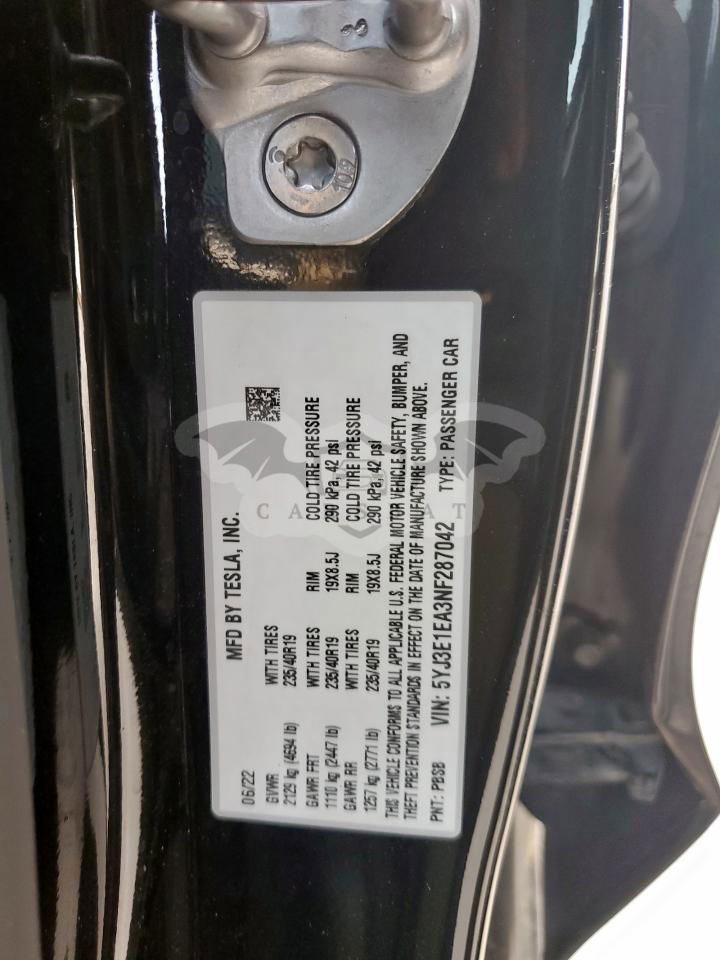 10.9
MFD BY TESLA, INC.
06/22
GVWR WITH TIRES
2129 kg (4694 lb) 235/40R19
GAWR FRT WITH TIRES RIM COLD TIRE PRESSURE
1110 kg (2447 lb) 235/40R19 19X8.5J 290 kPa, 42 psi
GAWR RR WITH TIRES RIM COLD TIRE PRESSURE
1257 kg (2771 lb) 235/40R19 19X8.5J 290 kPa, 42 psi
THIS VEHICLE CONFORMS TO ALL APPLICABLE U.S. FEDERAL MOTOR VEHICLE SAFETY, BUMPER, AND
THEFT PREVENTION STANDARDS IN EFFECT ON THE DATE OF MANUFACTURE SHOWN ABOVE.
PNT: PBSB VIN: 5YJ3E1EA3NF287042 TYPE: PASSENGER CAR